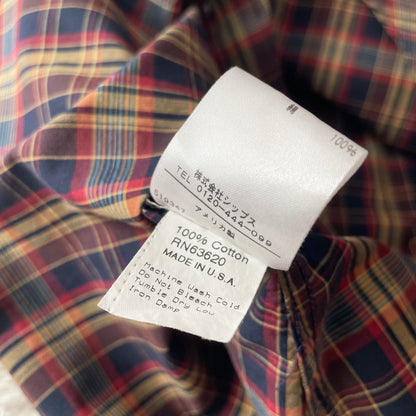 綿
100%
株式会社シップス
TEL 0120-444-099
アメリカ製
100% Cotton
RN63620
MADE IN U.S.A.
Machine Wash Cold
Do Not Bleach
Tumble Dry Low
Iron Damp